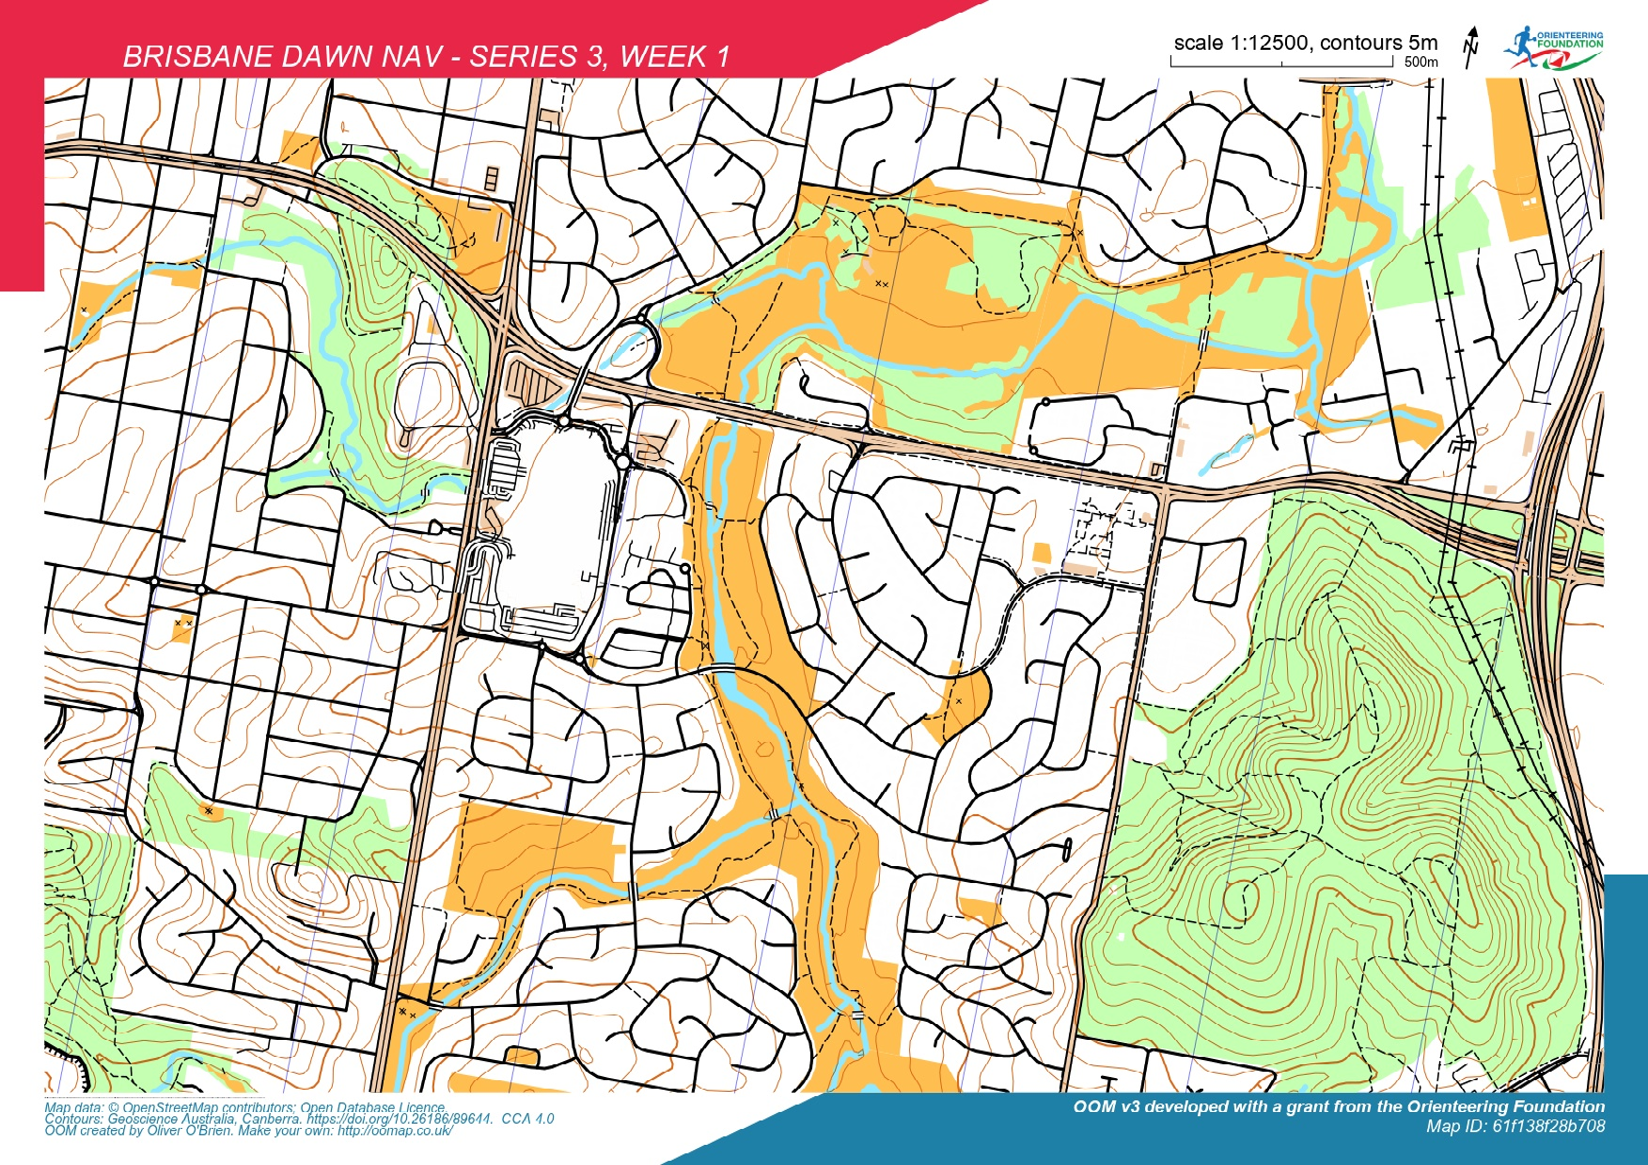 BRISBANE DAWN NAV - SERIES 3, WEEK 1
scale 1:12500, contours 5m
500m
N
ORIENTEERING
FOUNDATION
Map data: © OpenStreetMap contributors; Open Database Licence.
Contours: Geoscience Australia, Canberra. https://doi.org/10.26186/89644. CCA 4.0
OOM created by Oliver O'Brien. Make your own: http://oomap.co.uk/
OOM v3 developed with a grant from the Orienteering Foundation
Map ID: 61f138f28b708